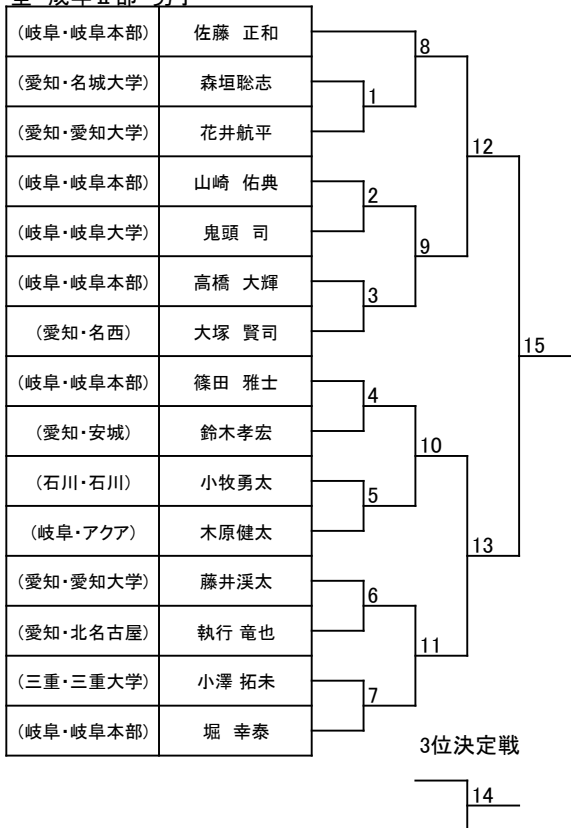 (岐阜・岐阜本部) 佐藤 正和
8
(愛知・名城大学) 森垣聡志
1
(愛知・愛知大学) 花井航平
12
(岐阜・岐阜本部) 山崎 佑典
2
(岐阜・岐阜大学) 鬼頭 司
9
(岐阜・岐阜本部) 高橋 大輝
3
(愛知・名西) 大塚 賢司
15
(岐阜・岐阜本部) 篠田 雅士
4
(愛知・安城) 鈴木孝宏
10
(石川・石川) 小牧勇太
5
(岐阜・アクア) 木原健太
13
(愛知・愛知大学) 藤井渓太
6
(愛知・北名古屋) 執行 竜也
11
(三重・三重大学) 小澤 拓未
7
(岐阜・岐阜本部) 堀 幸泰
3位決定戦
14